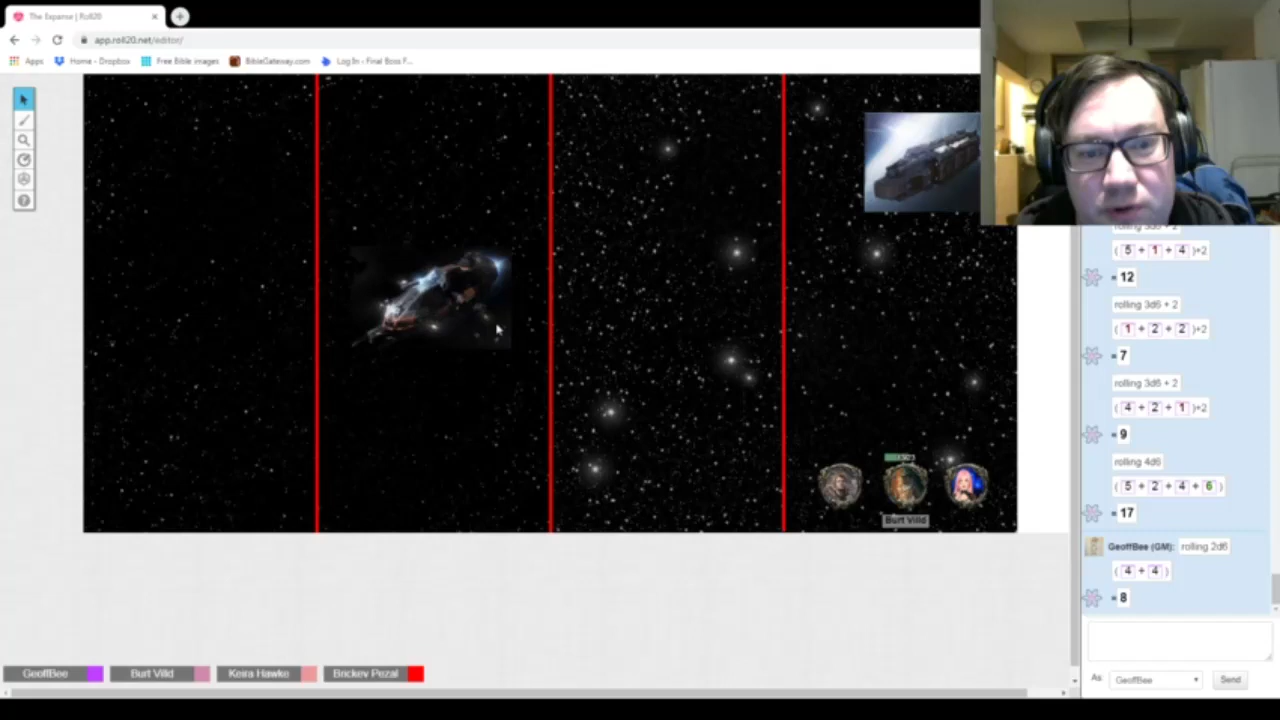 The Expanse | Roll20
app.roll20.net/editor/
Apps Home - Dropbox Free Bible images BibleGateway.com Log In - Final Boss F...
rolling 3d6 + 2
( 5 + 1 + 4 )+2
= 12
rolling 3d6 + 2
( 1 + 2 + 2 )+2
= 7
rolling 3d6 + 2
( 4 + 2 + 1 )+2
= 9
rolling 4d6
( 5 + 2 + 4 + 6 )
= 17
Burt Villd
GeoffBee (GM): rolling 2d6
( 4 + 4 )
= 8
GeoffBee Burt Villd Keira Hawke Brickev Pezal
As: GeoffBee Send